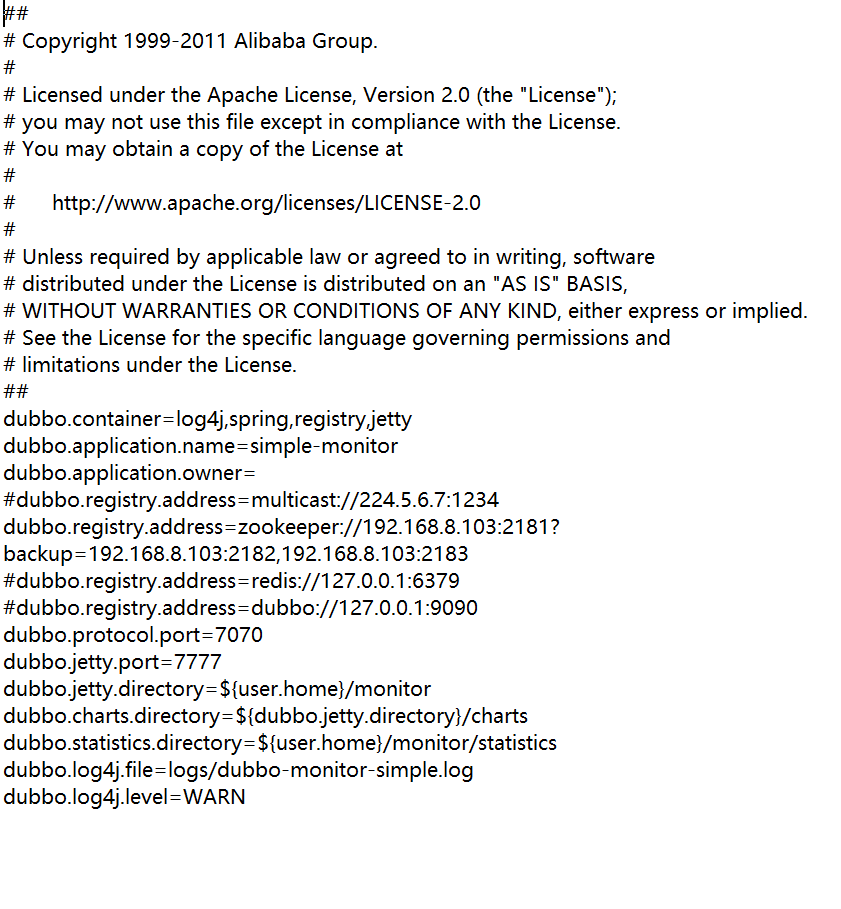 ##
# Copyright 1999-2011 Alibaba Group.
#
# Licensed under the Apache License, Version 2.0 (the "License");
# you may not use this file except in compliance with the License.
# You may obtain a copy of the License at
#
#      http://www.apache.org/licenses/LICENSE-2.0
#
# Unless required by applicable law or agreed to in writing, software
# distributed under the License is distributed on an "AS IS" BASIS,
# WITHOUT WARRANTIES OR CONDITIONS OF ANY KIND, either express or implied.
# See the License for the specific language governing permissions and
# limitations under the License.
##
dubbo.container=log4j,spring,registry,jetty
dubbo.application.name=simple-monitor
dubbo.application.owner=
#dubbo.registry.address=multicast://224.5.6.7:1234
dubbo.registry.address=zookeeper://192.168.8.103:2181?
backup=192.168.8.103:2182,192.168.8.103:2183
#dubbo.registry.address=redis://127.0.0.1:6379
#dubbo.registry.address=dubbo://127.0.0.1:9090
dubbo.protocol.port=7070
dubbo.jetty.port=7777
dubbo.jetty.directory=${user.home}/monitor
dubbo.charts.directory=${dubbo.jetty.directory}/charts
dubbo.statistics.directory=${user.home}/monitor/statistics
dubbo.log4j.file=logs/dubbo-monitor-simple.log
dubbo.log4j.level=WARN